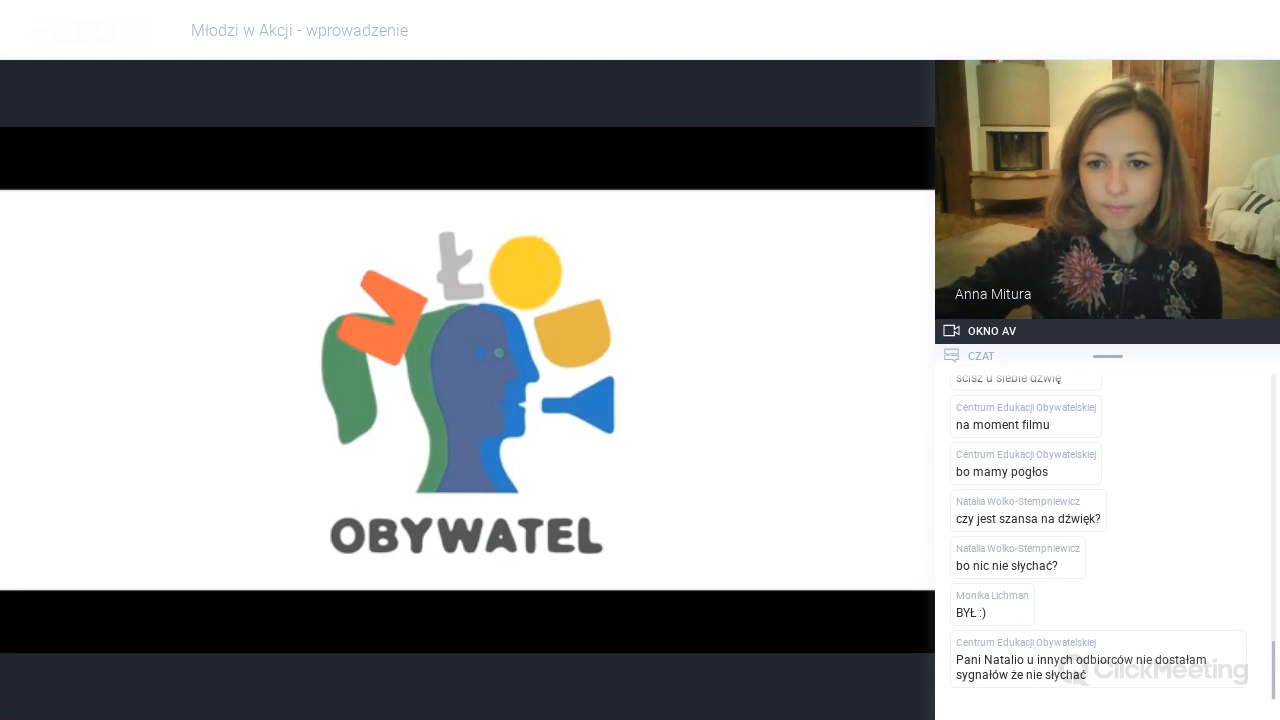 Młodzi w Akcji - wprowadzenie
MŁOD
OBYWATEL
Anna Mitura
OKNO AV
CZAT
ścisz u siebie dźwię
Centrum Edukacji Obywatelskiej
na moment filmu
Centrum Edukacji Obywatelskiej
bo mamy pogłos
Natalia Wolko-Stempniewicz
czy jest szansa na dźwięk?
Natalia Wolko-Stempniewicz
bo nic nie słychać?
Monika Lichman
BYŁ :)
Centrum Edukacji Obywatelskiej
Pani Natalio u innych odbiorców nie dostałam
sygnałów że nie słychać
ClickMeeting